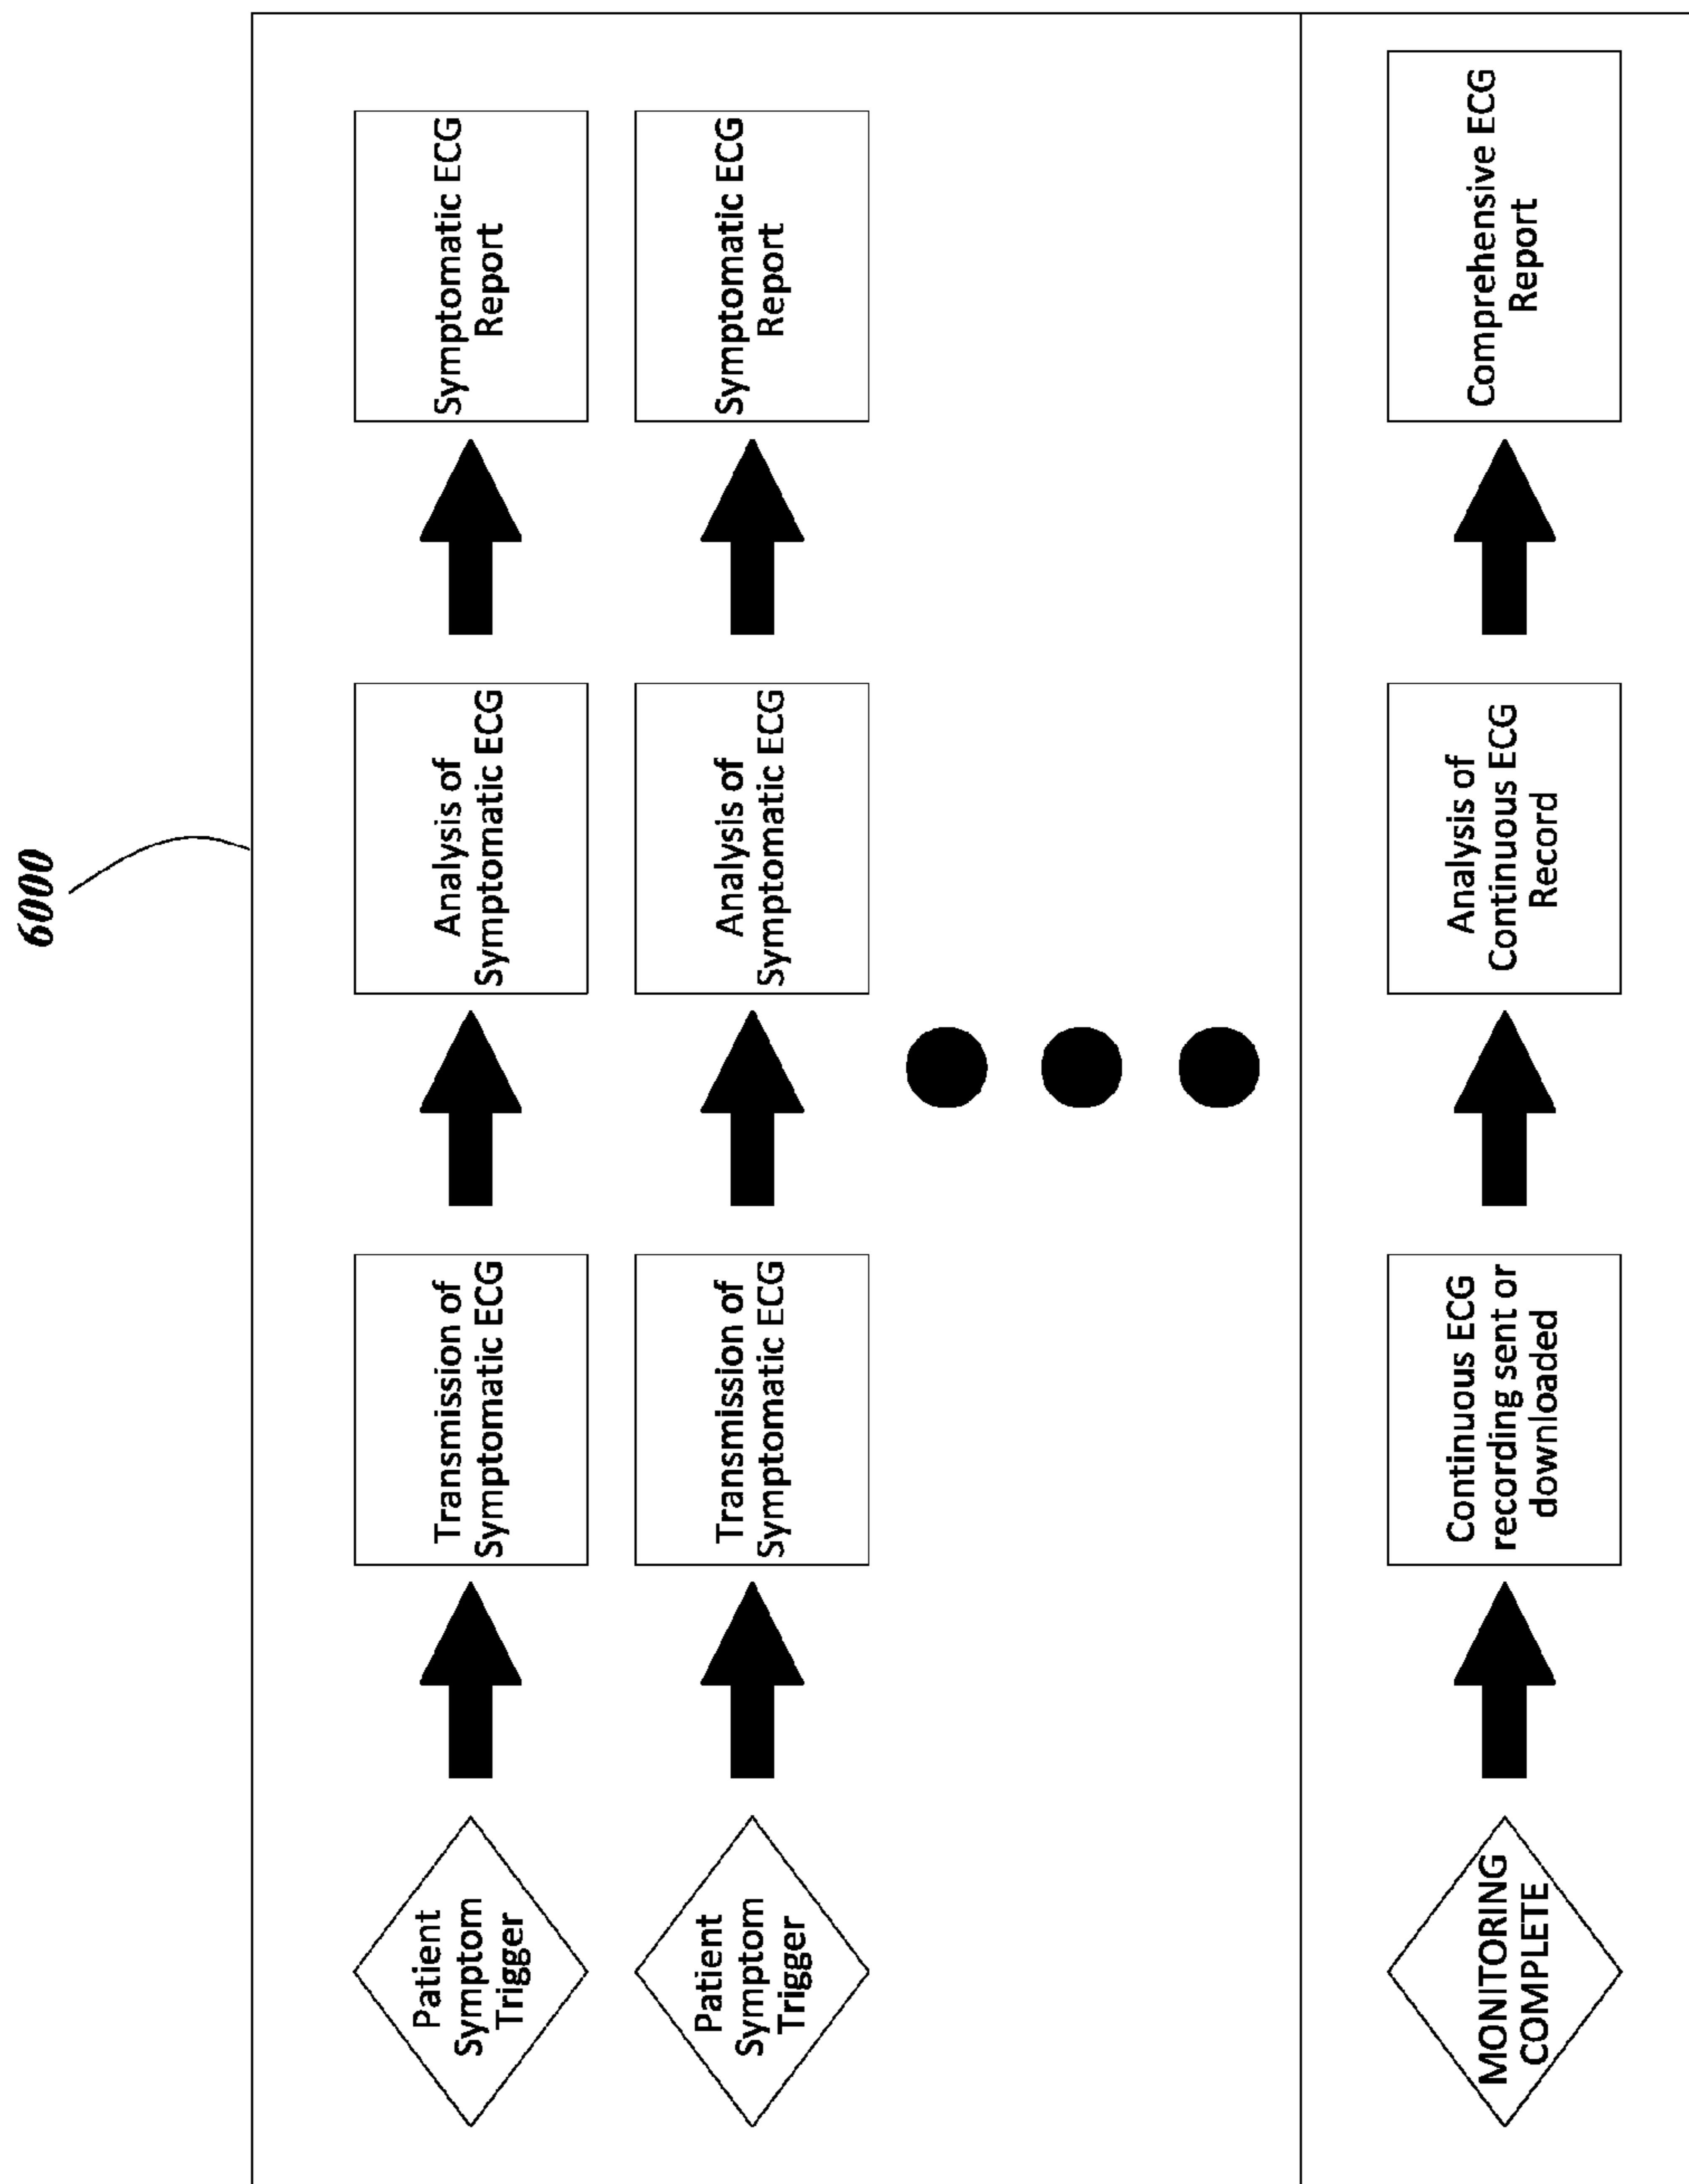 6000
Patient
Symptom
Trigger
Transmission of
Symptomatic ECG
Analysis of
Symptomatic ECG
Symptomatic ECG
Report
Patient
Symptom
Trigger
Transmission of
Symptomatic ECG
Analysis of
Symptomatic ECG
Symptomatic ECG
Report
MONITORING
COMPLETE
Continuous ECG
recording sent or
downloaded
Analysis of
Continuous ECG
Record
Comprehensive ECG
Report